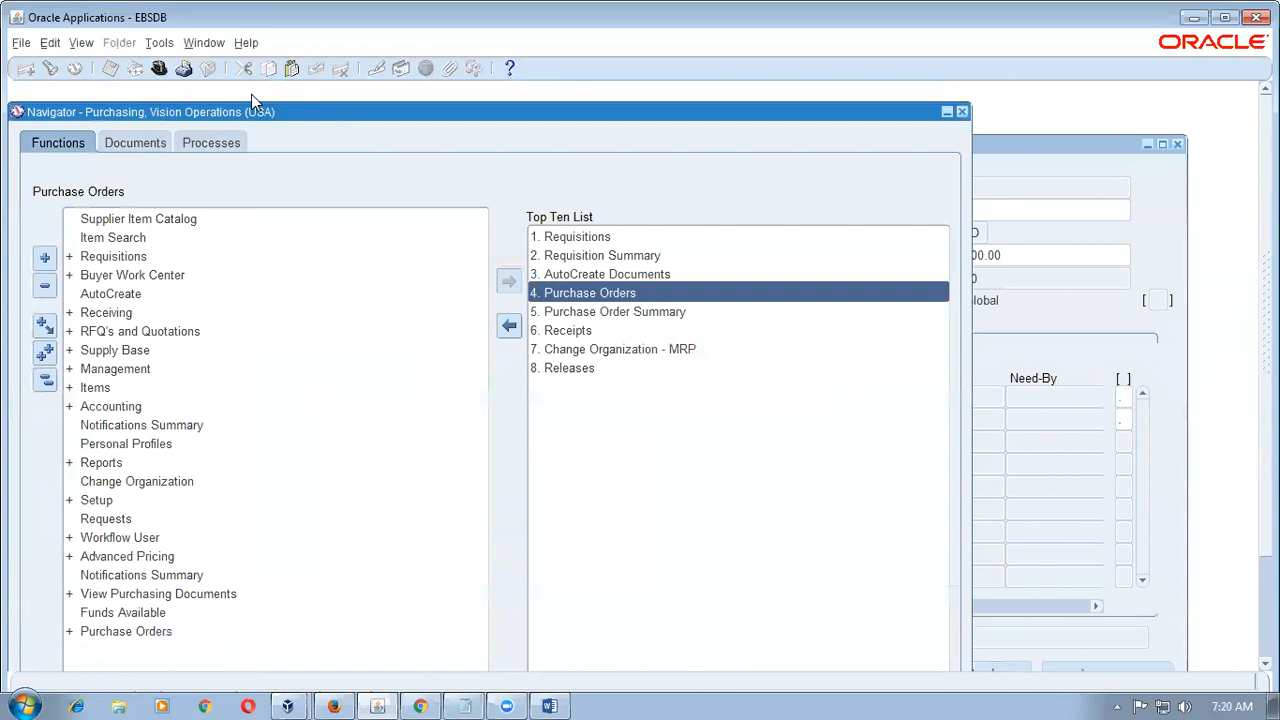 Oracle Applications - EBSDB
File Edit View Folder Tools Window Help
ORACLE
Navigator - Purchasing, Vision Operations (USA)
Functions Documents Processes
Purchase Orders
Supplier Item Catalog
Item Search
+ Requisitions
+ Buyer Work Center
AutoCreate
+ Receiving
+ RFQ's and Quotations
+ Supply Base
+ Management
+ Items
+ Accounting
Notifications Summary
Personal Profiles
+ Reports
Change Organization
+ Setup
Requests
+ Workflow User
+ Advanced Pricing
Notifications Summary
+ View Purchasing Documents
Funds Available
+ Purchase Orders
Top Ten List
1. Requisitions
2. Requisition Summary
3. AutoCreate Documents
4. Purchase Orders
5. Purchase Order Summary
6. Receipts
7. Change Organization - MRP
8. Releases
00.00
0
[ ]
Need-By [ ]
7:20 AM